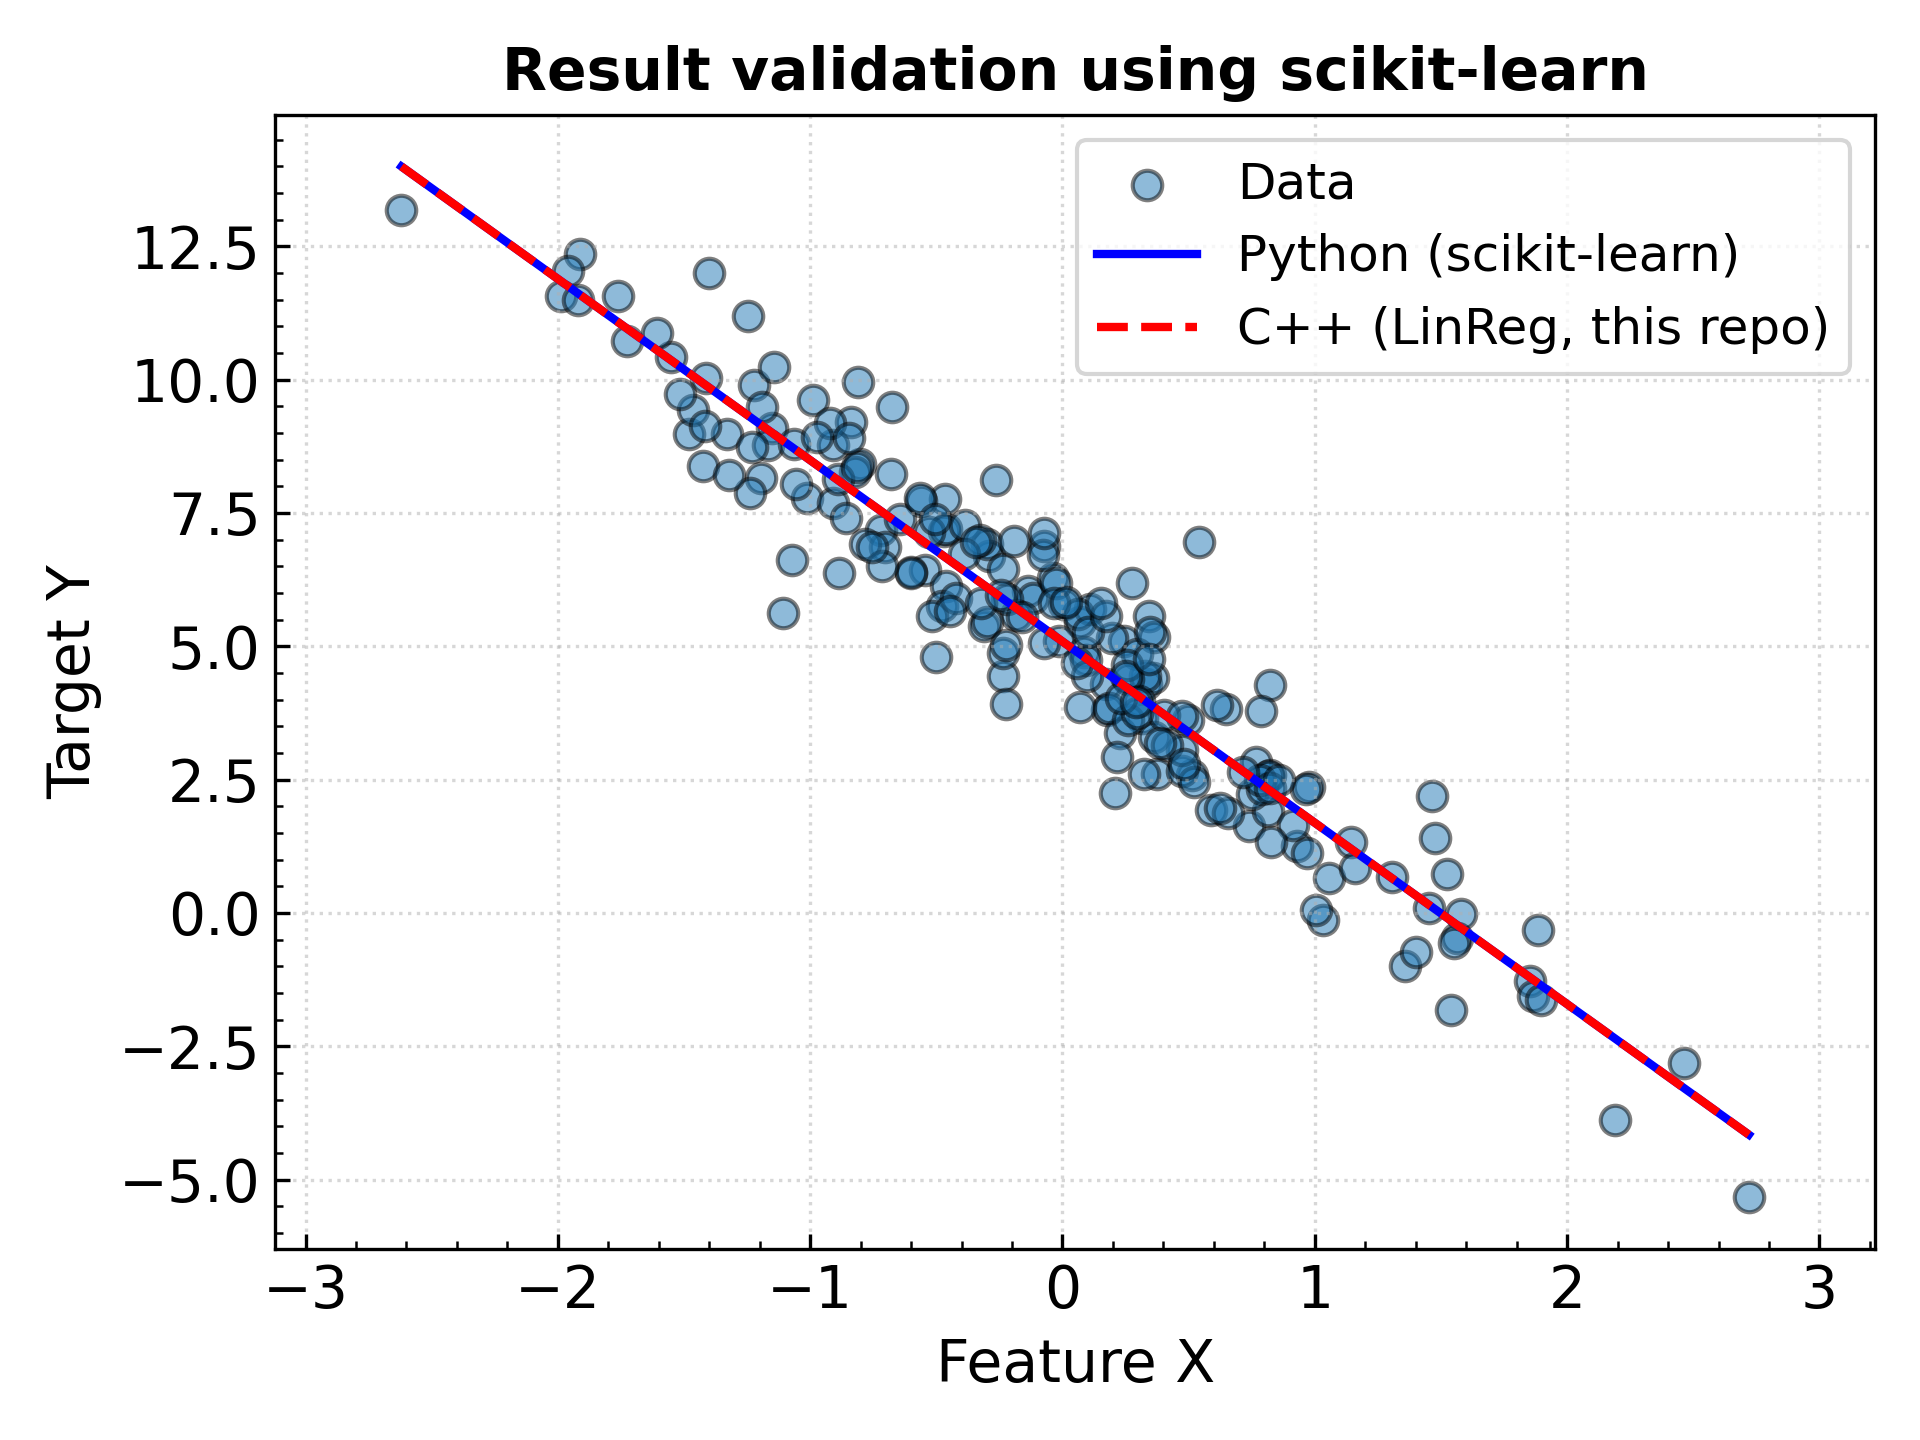 Result validation using scikit-learn
Data
Python (scikit-learn)
C++ (LinReg, this repo)
12.5
10.0
7.5
5.0
2.5
0.0
−2.5
−5.0
Target Y
−3 −2 −1 0 1 2 3
Feature X